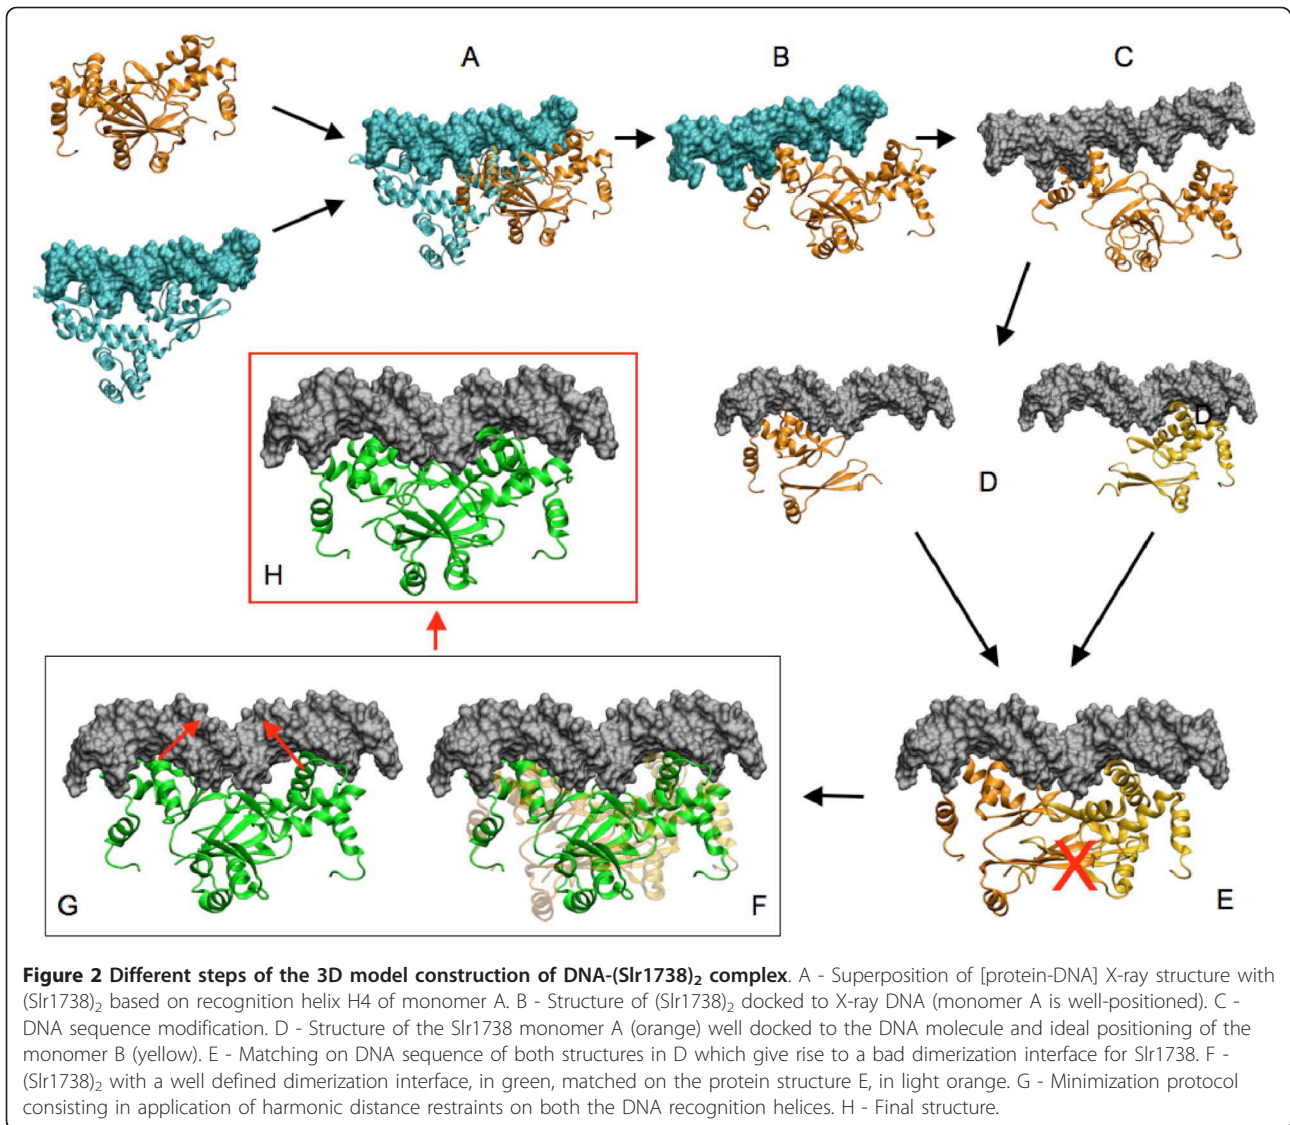 A
B
C
D
D
H
G
F
X
E
Figure 2 Different steps of the 3D model construction of DNA-(Slr1738)₂ complex. A - Superposition of [protein-DNA] X-ray structure with
(Slr1738)₂ based on recognition helix H4 of monomer A. B - Structure of (Slr1738)₂ docked to X-ray DNA (monomer A is well-positioned). C -
DNA sequence modification. D - Structure of the Slr1738 monomer A (orange) well docked to the DNA molecule and ideal positioning of the
monomer B (yellow). E - Matching on DNA sequence of both structures in D which give rise to a bad dimerization interface for Slr1738. F -
(Slr1738)₂ with a well defined dimerization interface, in green, matched on the protein structure E, in light orange. G - Minimization protocol
consisting in application of harmonic distance restraints on both the DNA recognition helices. H - Final structure.